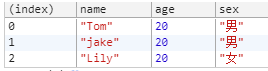 (index) name age sex
0 "Tom" 20 "男"
1 "jake" 20 "男"
2 "Lily" 20 "女"